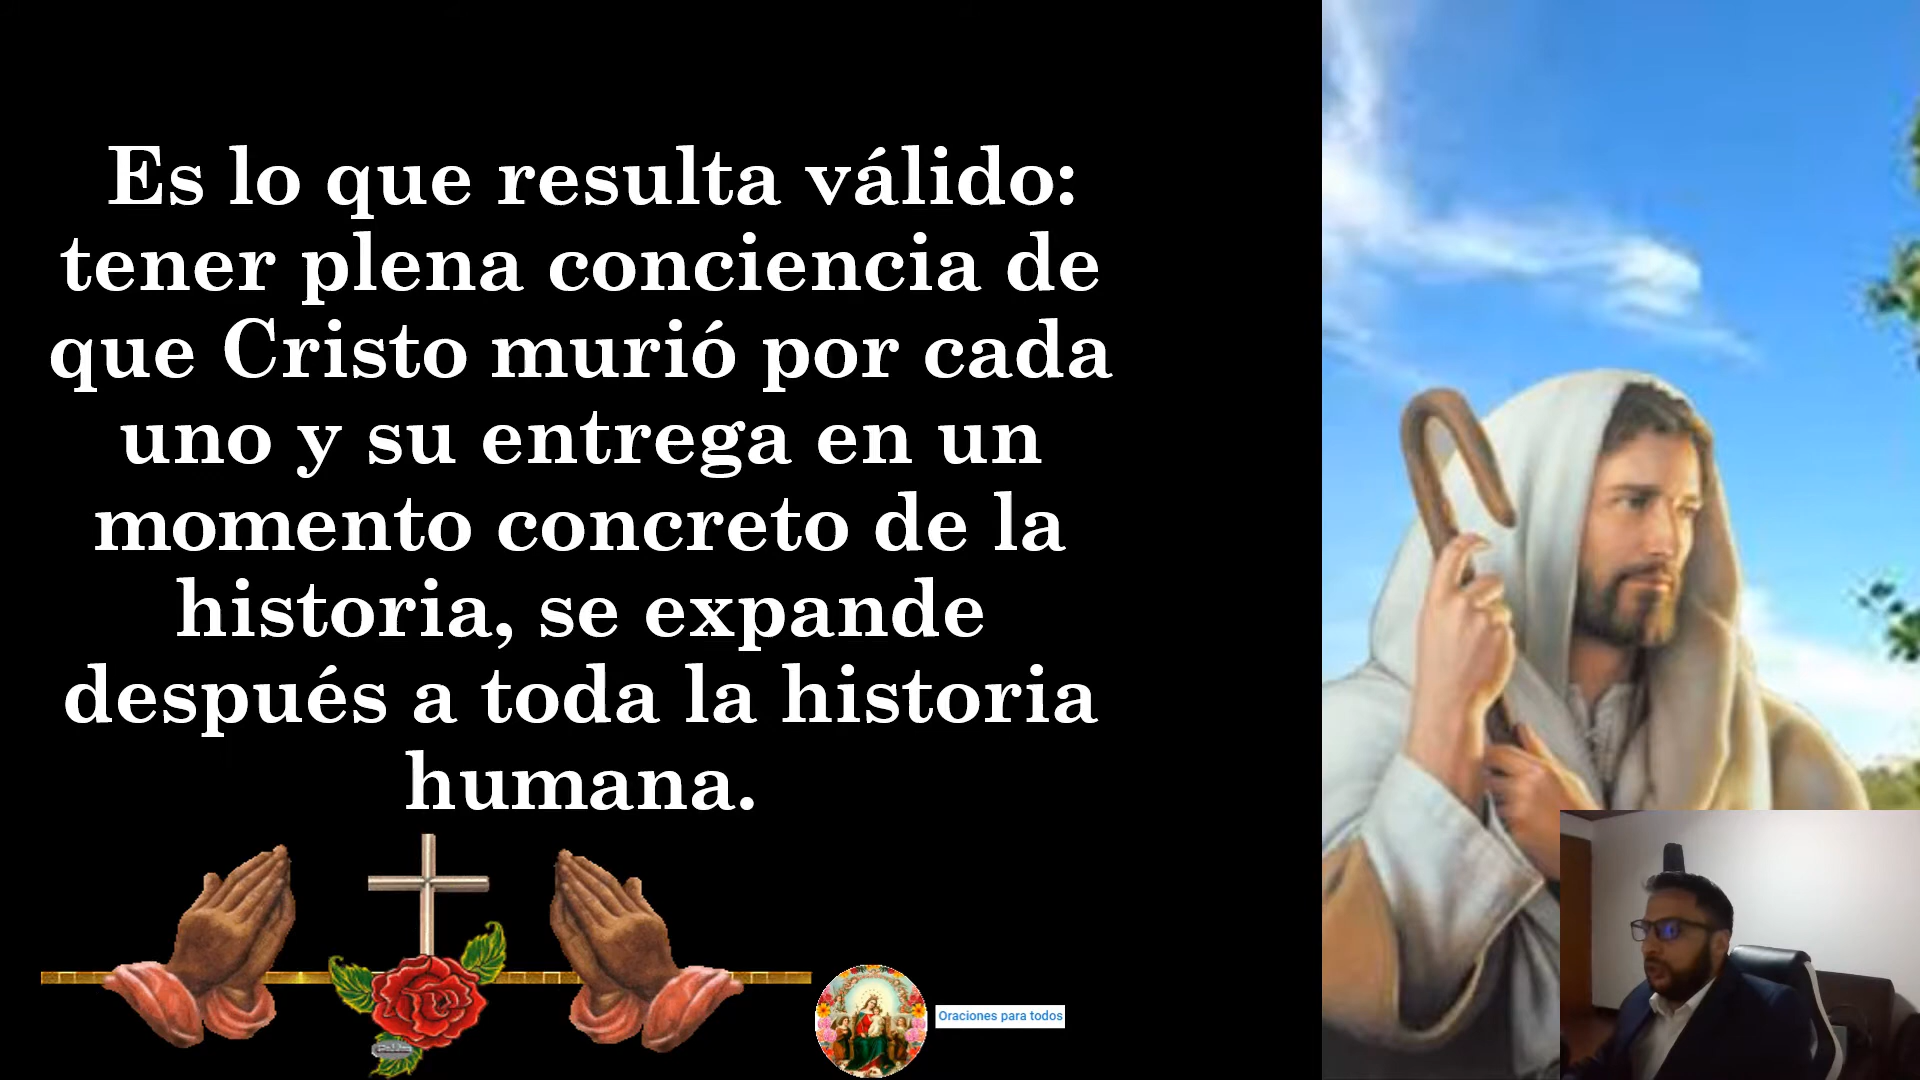 Es lo que resulta válido:
tener plena conciencia de
que Cristo murió por cada
uno y su entrega en un
momento concreto de la
historia, se expande
después a toda la historia
humana.
Oraciones para todos